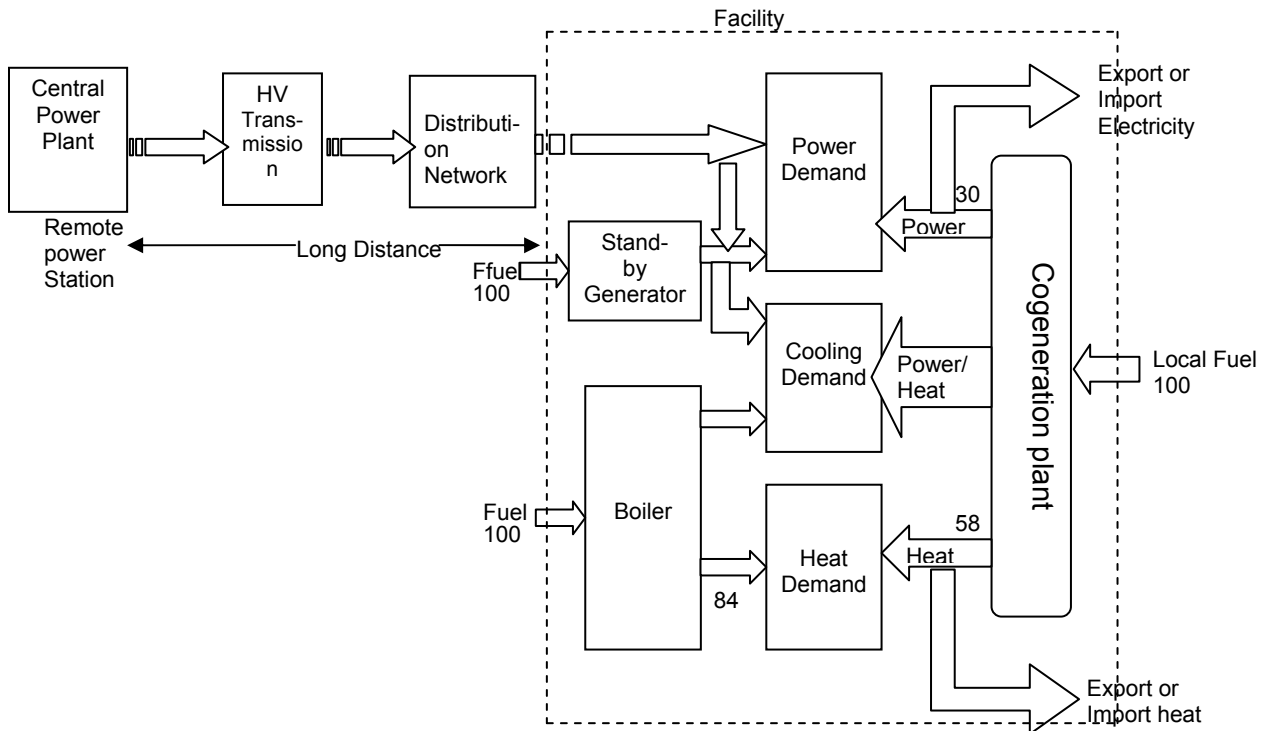 Facility
Central
Power
Plant
HV
Trans-
missio
n
Distributi-
on
Network
Power
Demand
Export or
Import
Electricity
30
Power
Remote
power
Station
Long Distance
Ffuel
100
Stand-
by
Generator
Cooling
Demand
Power/
Heat
Cogeneration plant
Local Fuel
100
Fuel
100
Boiler
84
Heat
Demand
58
Heat
Export or
Import heat